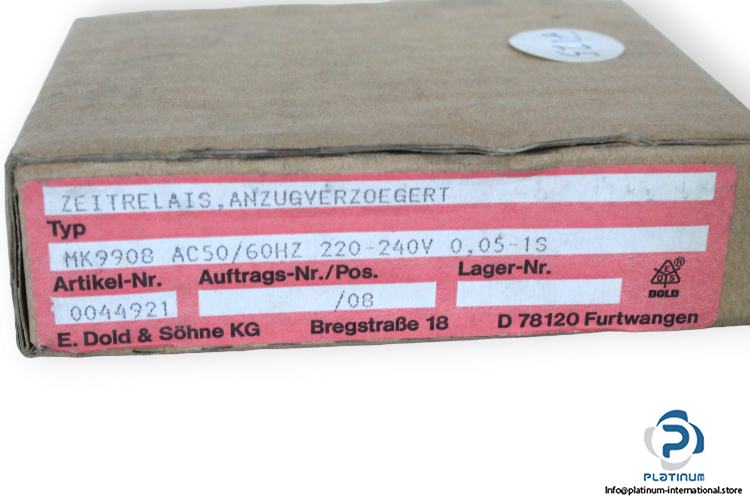 ZEITRELAIS,ANZUGVERZOEGERT
Typ
MK9908 AC50/60HZ 220-240V 0,05-1S
Artikel-Nr. Auftrags-Nr./Pos. Lager-Nr.
0044921 /08
DOLD
E. Dold & Söhne KG Bregstraße 18 D 78120 Furtwangen
PLATINUM
Info@platinum-international.store